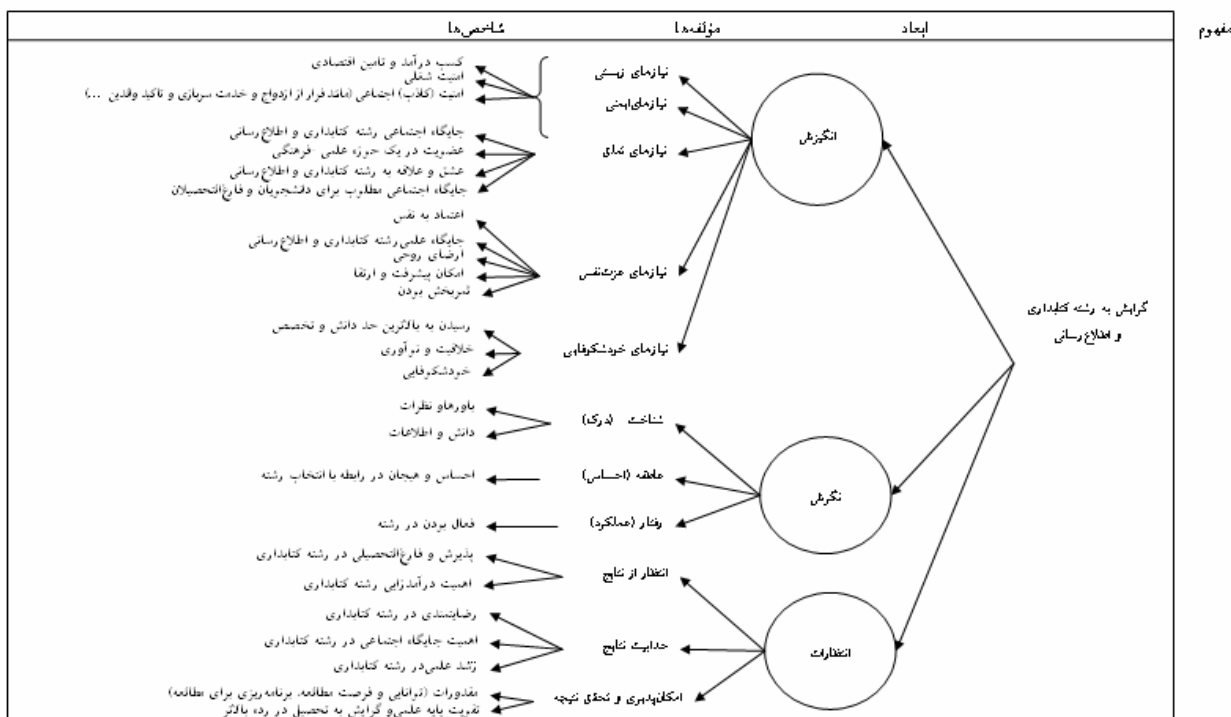 مفهوم
ابعاد
مؤلفه‌ها
شاخص‌ها
گرایش به رشته کتابداری
و اطلاع‌رسانی
انگیزش
نیازهای زیستی
نیازهای ایمنی
کسب درآمد و تامین اقتصادی
امنیت شغلی
امنیت (کاذب) اجتماعی (مانند فرار از ازدواج و خدمت سربازی و تاکید والدین ...)
نیازهای تعلق
جایگاه اجتماعی رشته کتابداری و اطلاع‌رسانی
عضویت در یک حوزه علمی -فرهنگی
عشق و علاقه به رشته کتابداری و اطلاع‌رسانی
جایگاه اجتماعی مطلوب برای دانشجویان و فارغ‌التحصیلان
نیازهای عزت‌نفس
اعتماد به نفس
جایگاه علمی رشته کتابداری و اطلاع‌رسانی
ارضای روحی
امکان پیشرفت و ارتقا
ثمربخش بودن
نیازهای خودشکوفایی
رسیدن به بالاترین حد دانش و تخصص
خلاقیت و نوآوری
خودشکوفایی
نگرش
شناخت (درک)
باورها و نظرات
دانش و اطلاعات
عاطفه (احساس)
احساس و هیجان در رابطه با انتخاب رشته
رفتار (عملکرد)
فعال بودن در رشته
انتظارات
انتظار از نتایج
پذیرش و فارغ‌التحصیلی در رشته کتابداری
اهمیت درآمدزایی رشته کتابداری
جذابیت نتایج
رضایتمندی در رشته کتابداری
اهمیت جایگاه اجتماعی در رشته کتابداری
رشد علمی در رشته کتابداری
امکان‌پذیری و تحقق نتیجه
مقدورات (توانایی و فرصت مطالعه، برنامه‌ریزی برای مطالعه)
تقویت پایه علمی و گرایش به تحصیل در رده بالاتر